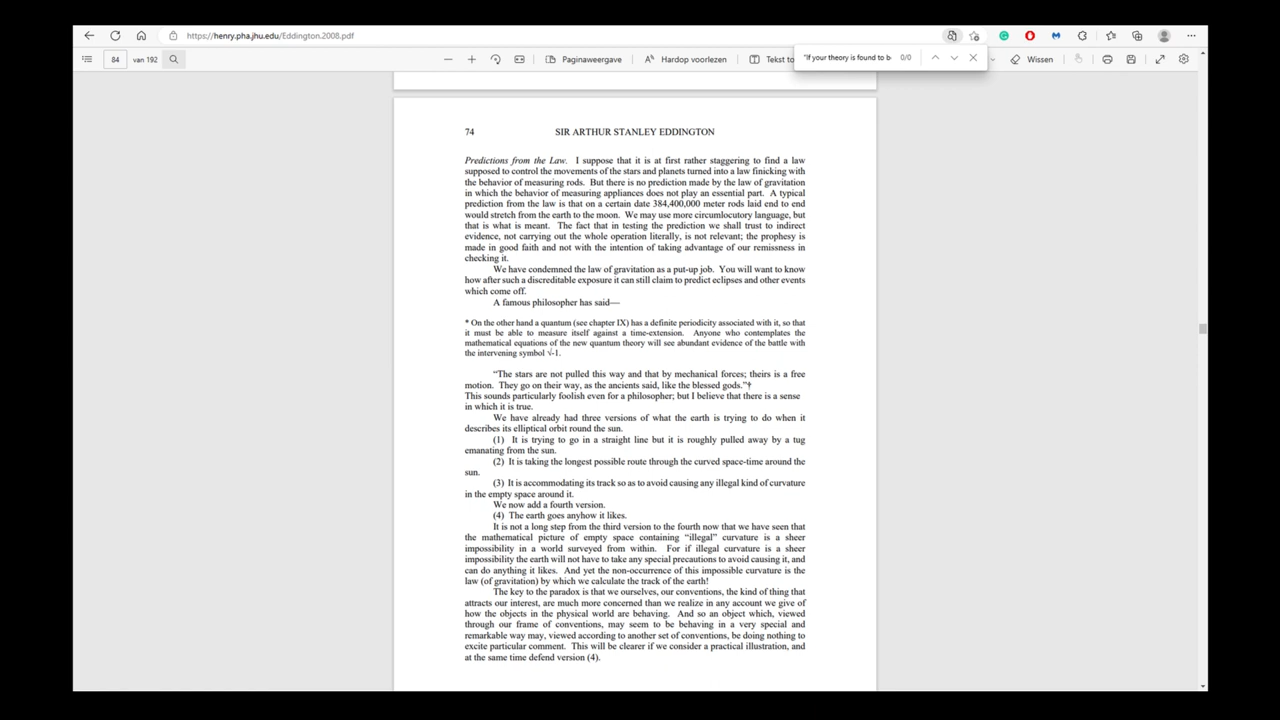 https://henry.pha.jhu.edu/Eddington.2008.pdf
84 van 192
Paginaweergave
Hardop voorlezen
Tekst to
"If your theory is found to b
0/0
Wissen
74 SIR ARTHUR STANLEY EDDINGTON
Predictions from the Law. I suppose that it is at first rather staggering to find a law
supposed to control the movements of the stars and planets turned into a law finicking with
the behavior of measuring rods. But there is no prediction made by the law of gravitation
in which the behavior of measuring appliances does not play an essential part. A typical
prediction from the law is that on a certain date 384,400,000 meter rods laid end to end
would stretch from the earth to the moon. We may use more circumlocutory language, but
that is what is meant. The fact that in testing the prediction we shall trust to indirect
evidence, not carrying out the whole operation literally, is not relevant; the prophesy is
made in good faith and not with the intention of taking advantage of our remissness in
checking it.
We have condemned the law of gravitation as a put-up job. You will want to know
how after such a discreditable exposure it can still claim to predict eclipses and other events
which come off.
A famous philosopher has said—
* On the other hand a quantum (see chapter IX) has a definite periodicity associated with it, so that
it must be able to measure itself against a time-extension. Anyone who contemplates the
mathematical equations of the new quantum theory will see abundant evidence of the battle with
the intervening symbol √-1.
“The stars are not pulled this way and that by mechanical forces; theirs is a free
motion. They go on their way, as the ancients said, like the blessed gods.”†
This sounds particularly foolish even for a philosopher; but I believe that there is a sense
in which it is true.
We have already had three versions of what the earth is trying to do when it
describes its elliptical orbit round the sun.
(1) It is trying to go in a straight line but it is roughly pulled away by a tug
emanating from the sun.
(2) It is taking the longest possible route through the curved space-time around the
sun.
(3) It is accommodating its track so as to avoid causing any illegal kind of curvature
in the empty space around it.
We now add a fourth version.
(4) The earth goes anyhow it likes.
It is not a long step from the third version to the fourth now that we have seen that
the mathematical picture of empty space containing “illegal” curvature is a sheer
impossibility in a world surveyed from within. For if illegal curvature is a sheer
impossibility the earth will not have to take any special precautions to avoid causing it, and
can do anything it likes. And yet the non-occurrence of this impossible curvature is the
law (of gravitation) by which we calculate the track of the earth!
The key to the paradox is that we ourselves, our conventions, the kind of thing that
attracts our interest, are much more concerned than we realize in any account we give of
how the objects in the physical world are behaving. And so an object which, viewed
through our frame of conventions, may seem to be behaving in a very special and
remarkable way may, viewed according to another set of conventions, be doing nothing to
excite particular comment. This will be clearer if we consider a practical illustration, and
at the same time defend version (4).